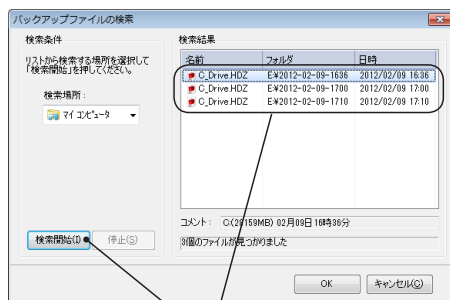 バックアップファイルの検索
検索条件
リストから検索する場所を選択して
「検索開始」を押してください。
検索場所：
マイ コンピュータ
検索開始(I)
停止(S)
検索結果
名前 フォルダ 日時
C_Drive.HDZ E:¥2012-02-09-1636 2012/02/09 16:36
C_Drive.HDZ E:¥2012-02-09-1700 2012/02/09 17:00
C_Drive.HDZ E:¥2012-02-09-1710 2012/02/09 17:10
コメント： C:(28159MB) 02月09日 16時36分
3個のファイルが見つかりました
OK
キャンセル(C)